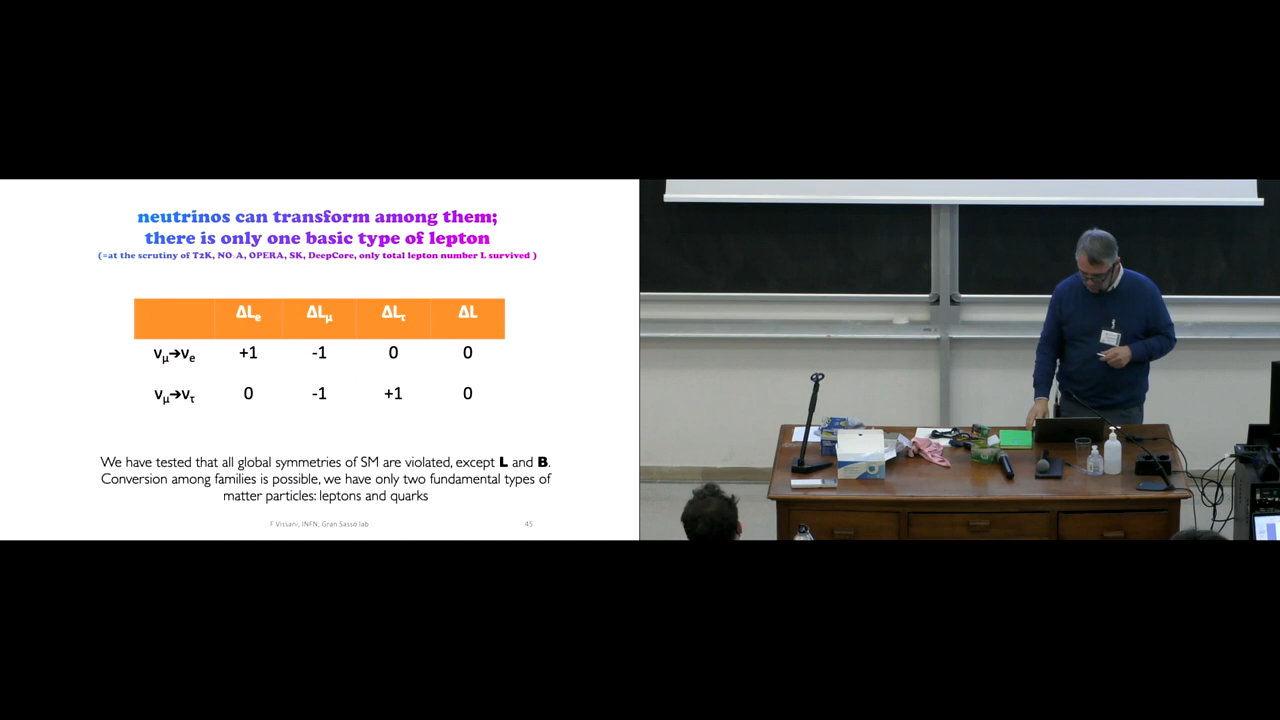 neutrinos can transform among them;
there is only one basic type of lepton
(=at the scrutiny of T2K, NO A, OPERA, SK, DeepCore, only total lepton number L survived )
ΔLe ΔLμ ΔLτ ΔL
νμ→νe +1 -1 0 0
νμ→ντ 0 -1 +1 0
We have tested that all global symmetries of SM are violated, except L and B.
Conversion among families is possible, we have only two fundamental types of
matter particles: leptons and quarks
F Vissani, INFN, Gran Sasso lab 45